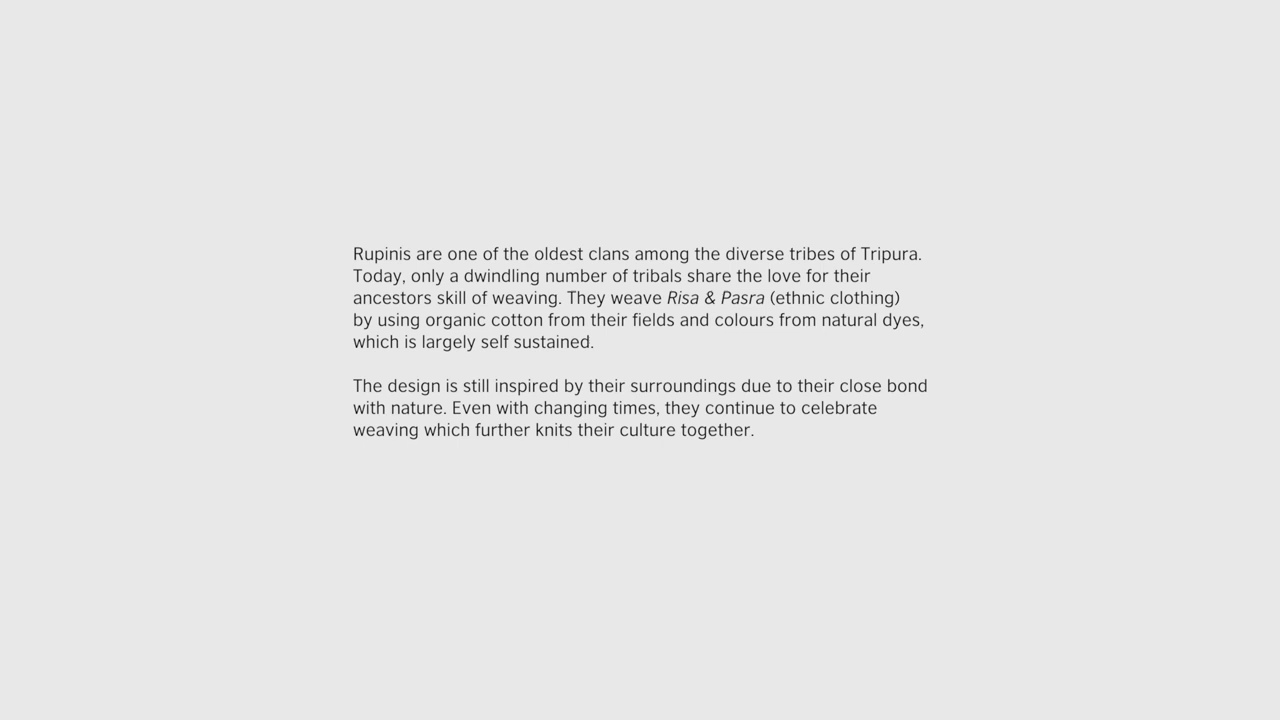 Rupinis are one of the oldest clans among the diverse tribes of Tripura.
Today, only a dwindling number of tribals share the love for their
ancestors skill of weaving. They weave Risa & Pasra (ethnic clothing)
by using organic cotton from their fields and colours from natural dyes,
which is largely self sustained.
The design is still inspired by their surroundings due to their close bond
with nature. Even with changing times, they continue to celebrate
weaving which further knits their culture together.